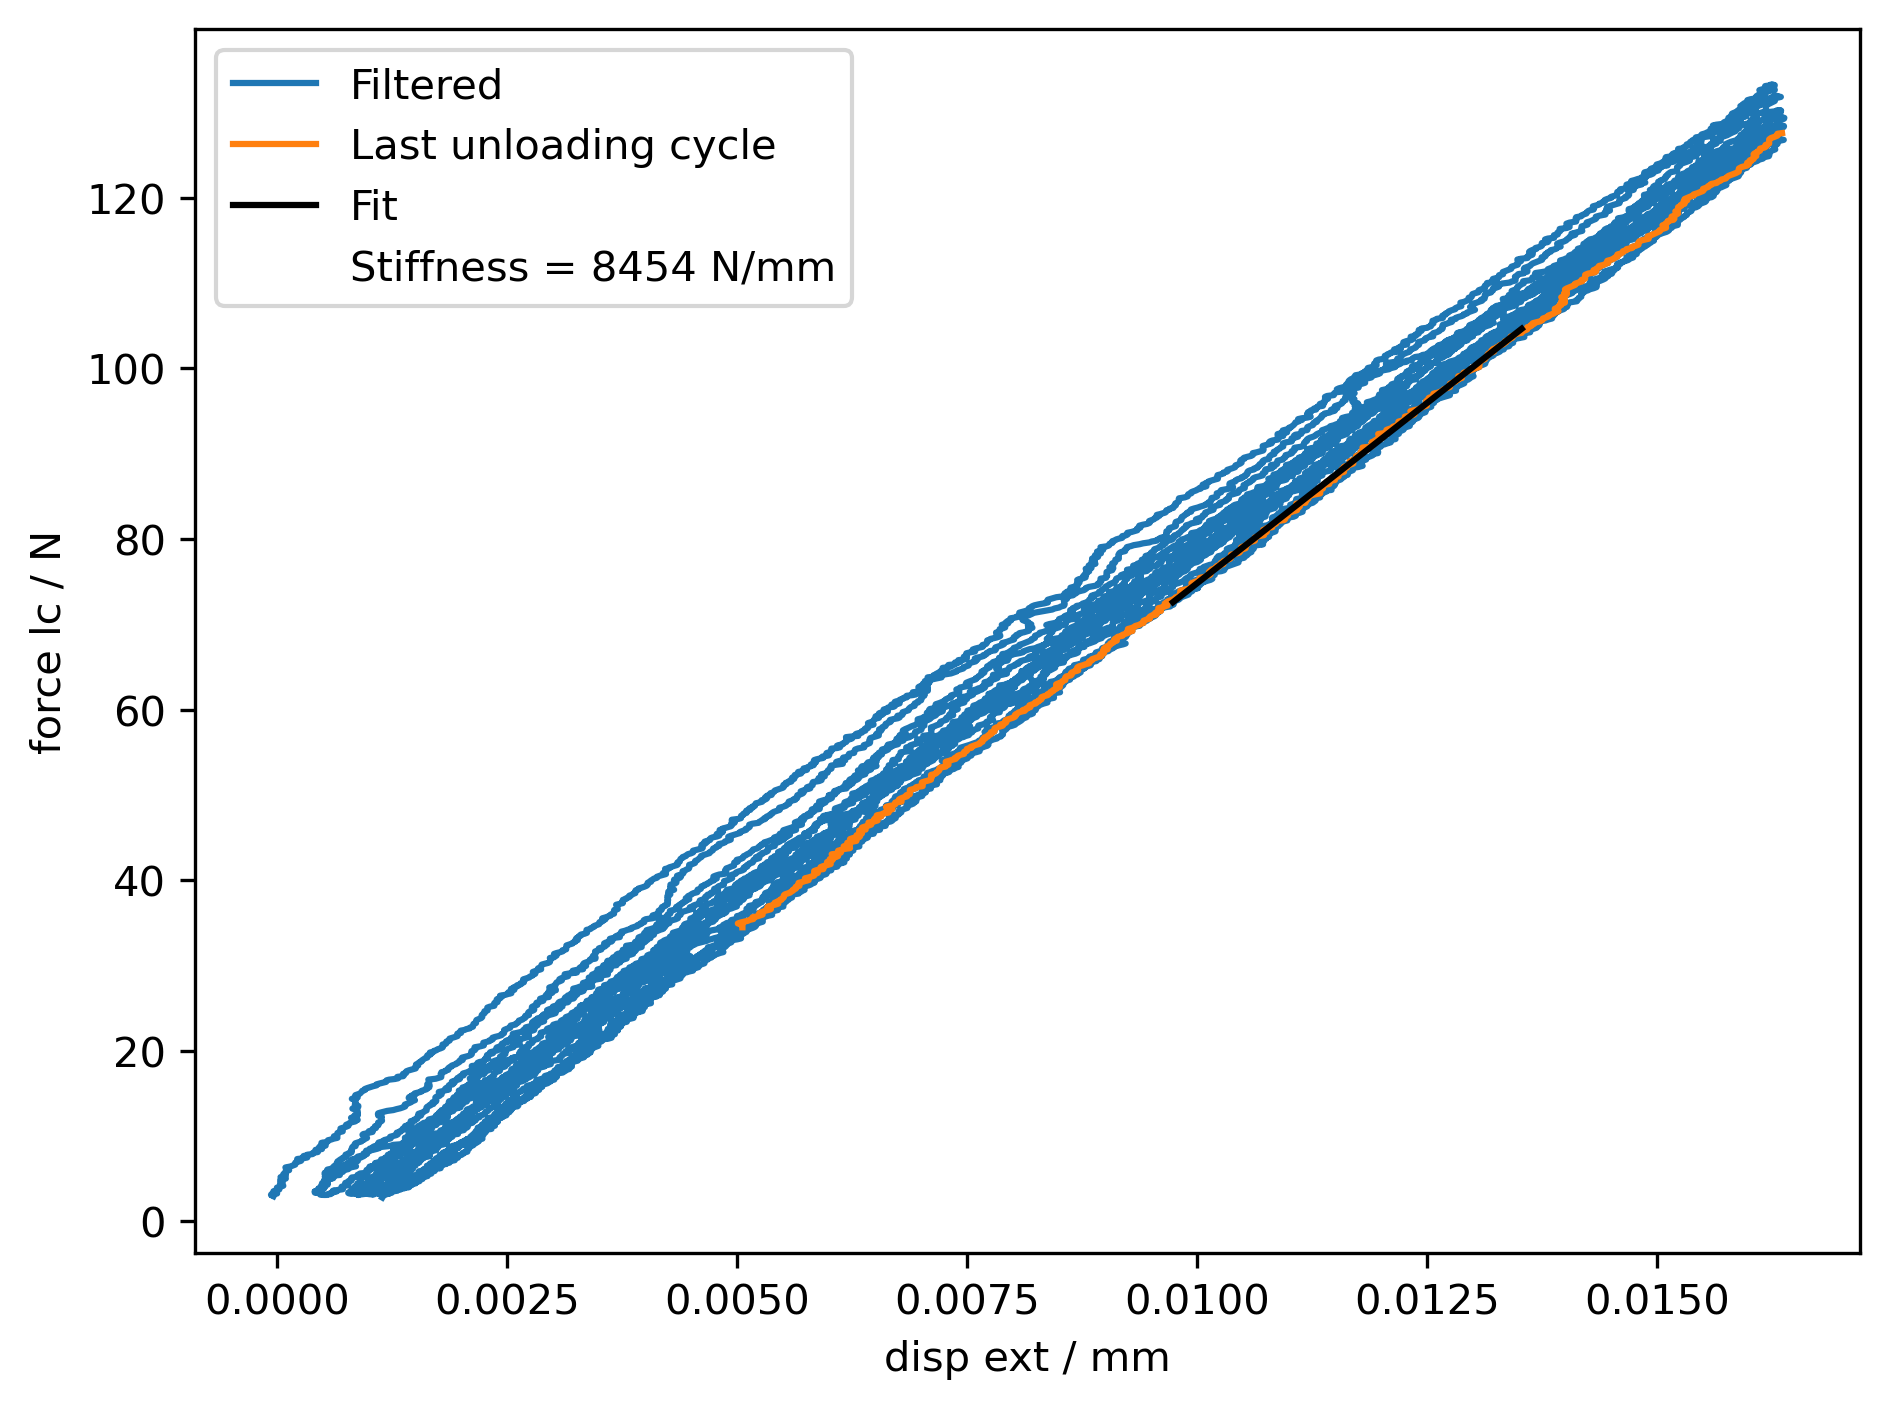 Filtered
Last unloading cycle
Fit
Stiffness = 8454 N/mm
force lc / N
120
100
80
60
40
20
0
0.0000 0.0025 0.0050 0.0075 0.0100 0.0125 0.0150
disp ext / mm